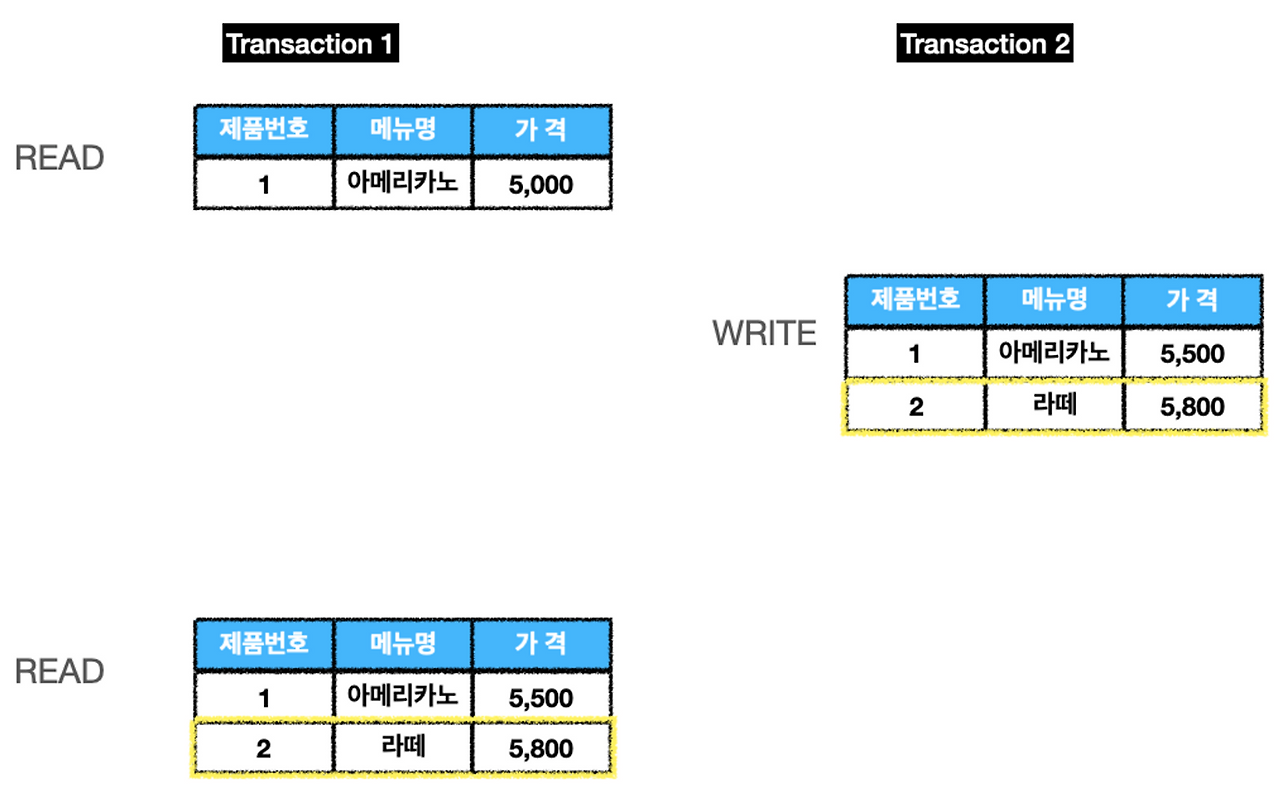 Transaction 1
Transaction 2
READ
제품번호 메뉴명 가 격
1 아메리카노 5,000
WRITE
제품번호 메뉴명 가 격
1 아메리카노 5,500
2 라떼 5,800
READ
제품번호 메뉴명 가 격
1 아메리카노 5,500
2 라떼 5,800